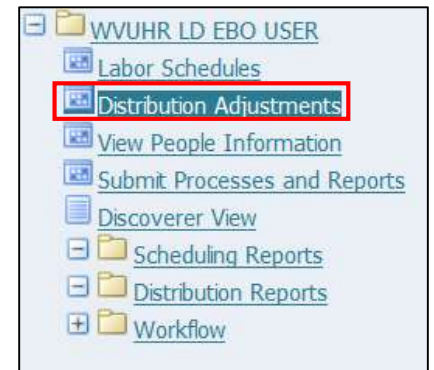 WVUHR LD EBO USER
Labor Schedules
Distribution Adjustments
View People Information
Submit Processes and Reports
Discoverer View
Scheduling Reports
Distribution Reports
Workflow